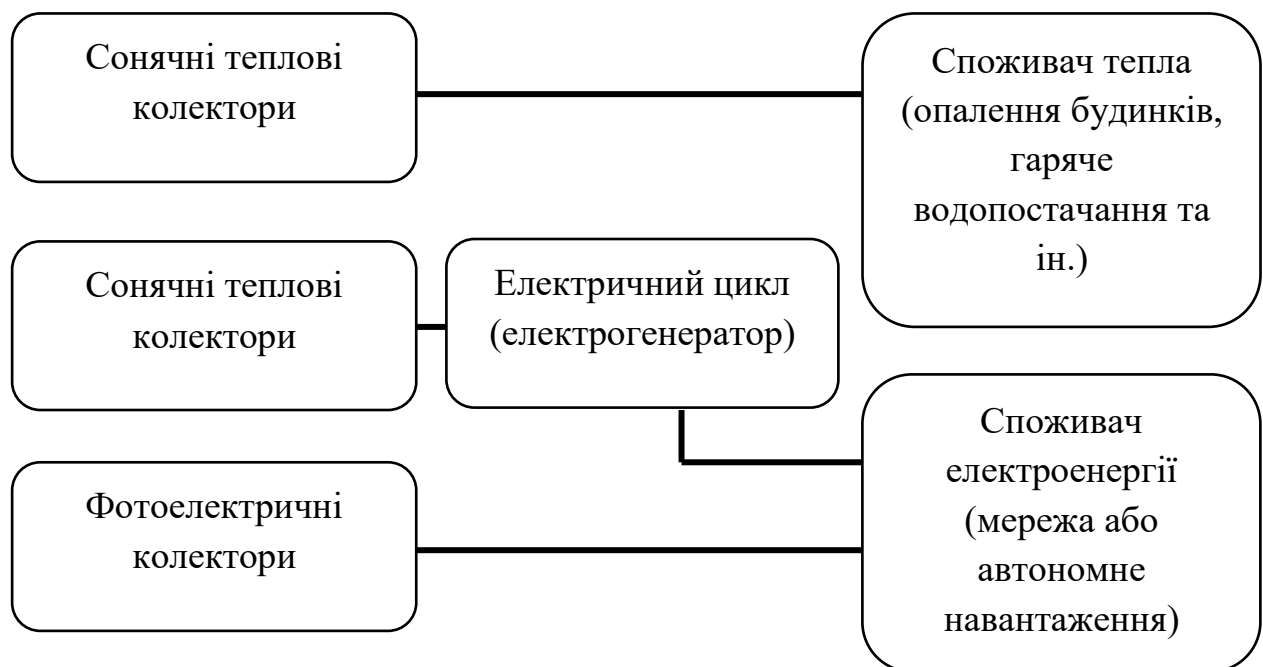 Сонячні теплові
колектори
Споживач тепла
(опалення будинків,
гаряче
водопостачання та
ін.)
Сонячні теплові
колектори
Електричний цикл
(електрогенератор)
Фотоелектричні
колектори
Споживач
електроенергії
(мережа або
автономне
навантаження)